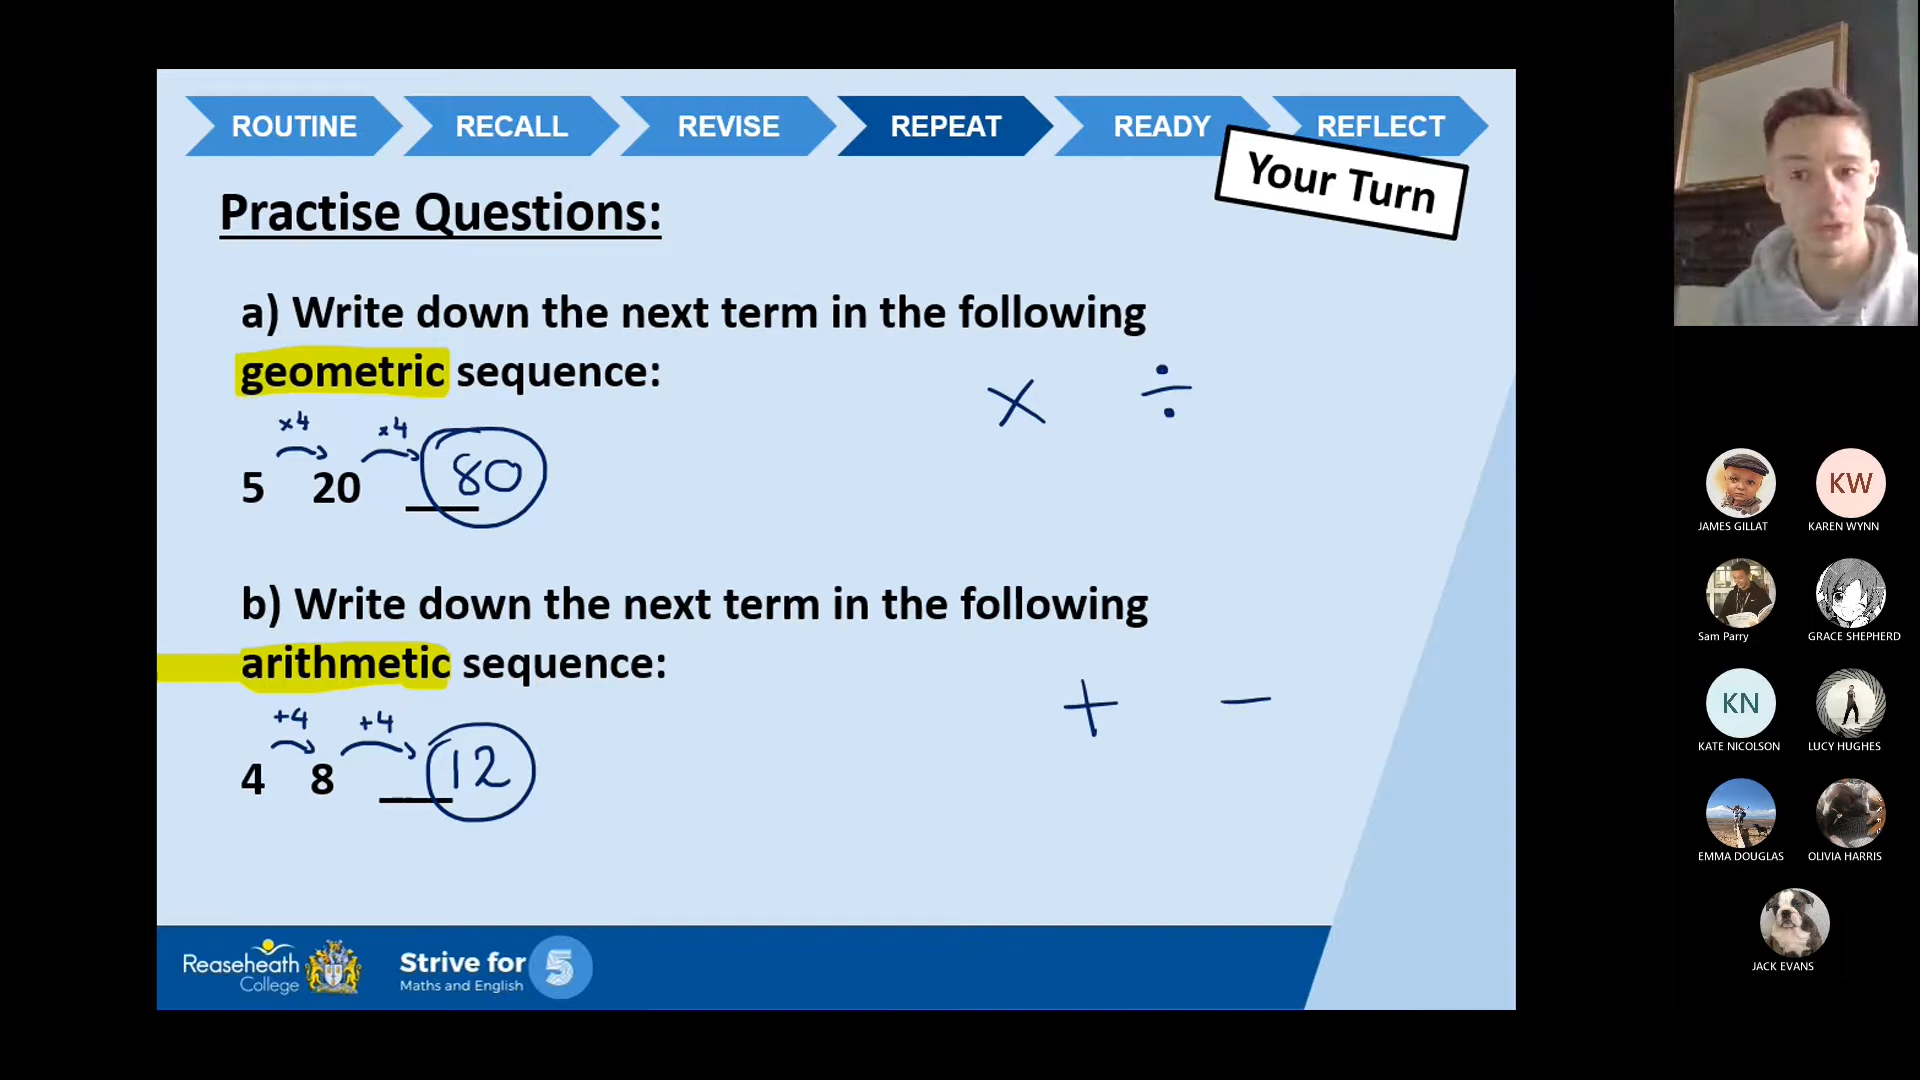 ROUTINE RECALL REVISE REPEAT READY REFLECT
Your Turn
Practise Questions:
a) Write down the next term in the following
geometric sequence:
× ÷
×4 ×4
5 20 ___ 80
b) Write down the next term in the following
arithmetic sequence:
+ −
+4 +4
4 8 ___ 12
Reaseheath
College
Strive for 5
Maths and English
JAMES GILLAT
KW
KAREN WYNN
Sam Parry
GRACE SHEPHERD
KN
KATE NICOLSON
LUCY HUGHES
EMMA DOUGLAS
OLIVIA HARRIS
JACK EVANS